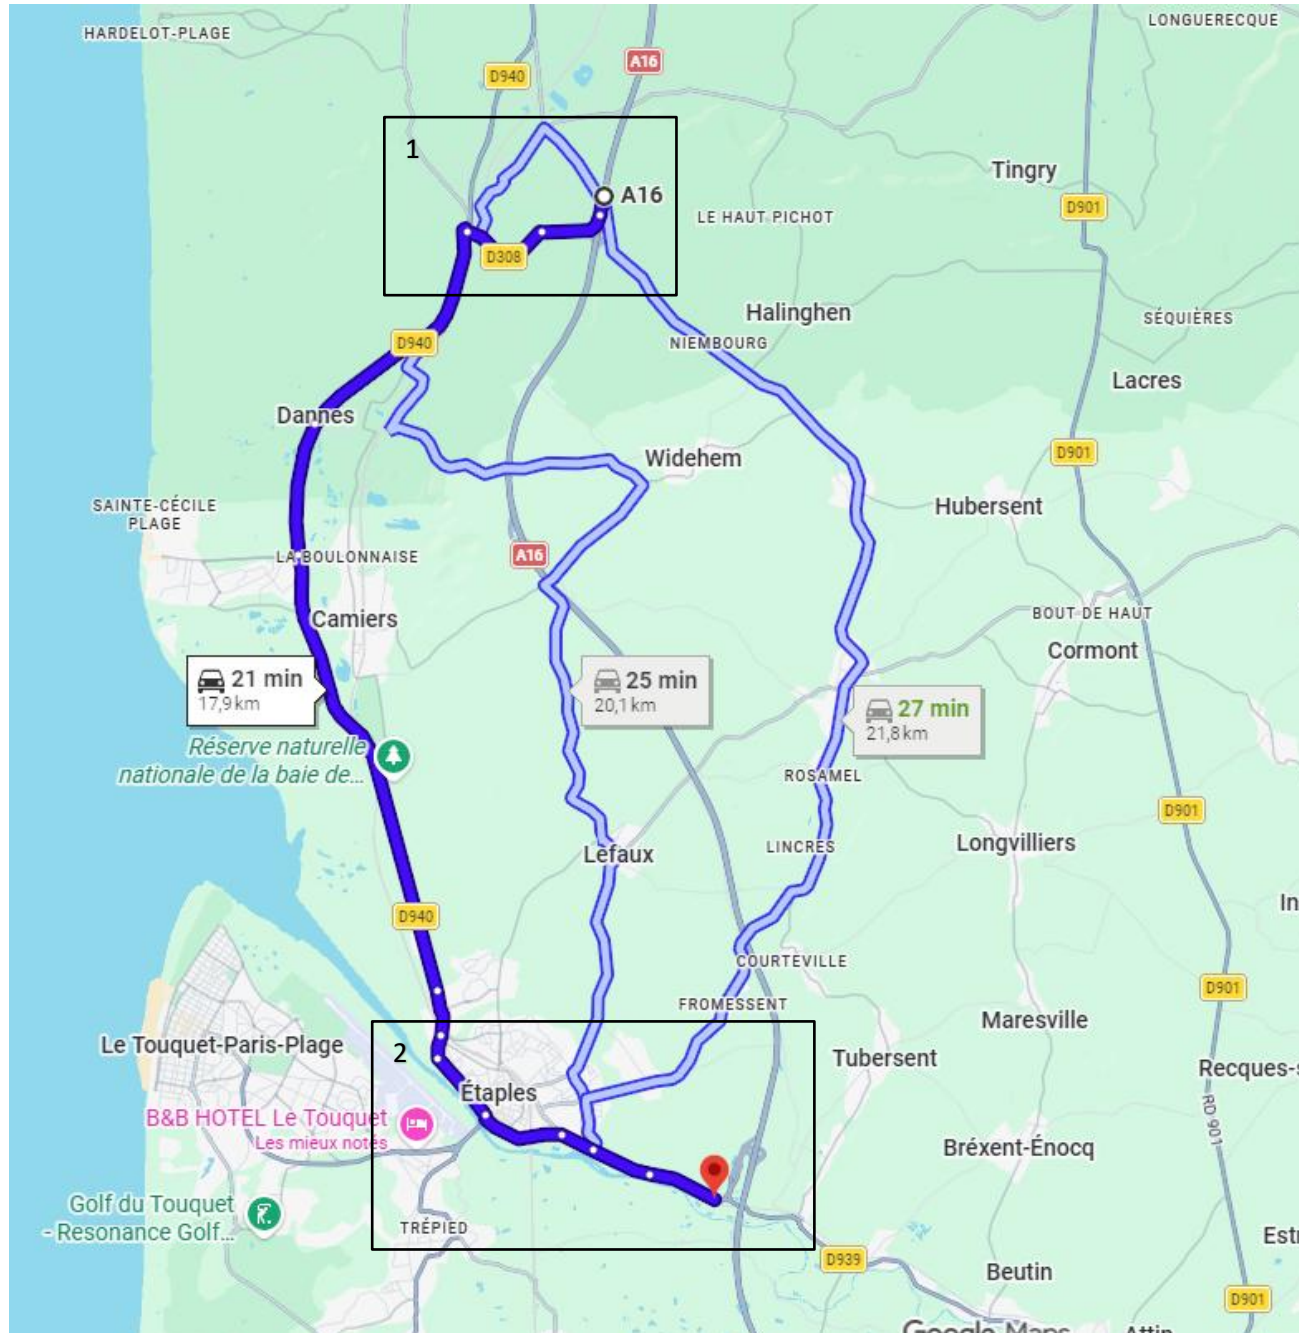 HARDELOT-PLAGE
LONGUERECQUE
A16
D940
1
Tingry
A16
D901
LE HAUT PICHOT
D308
Halinghen
SÉQUIÈRES
D940
NIEMBOURG
Lacres
Dannes
D901
Widehem
SAINTE-CÉCILE
PLAGE
Hubersent
A16
LA BOULONNAISE
BOUT DE HAUT
Camiers
Cormont
21 min
17,9 km
25 min
20,1 km
27 min
21,8 km
Réserve naturelle
nationale de la baie de...
ROSAMEL
D901
Lefaux
LINCRES
Longvilliers
In
D940
COURTEVILLE
D901
FROMESSENT
Maresville
Le Touquet-Paris-Plage
2
Tubersent
Recques-s
Étaples
B&B HOTEL Le Touquet
Les mieux notés
RD 901
Bréxent-Énocq
Golf du Touquet
- Resonance Golf...
TRÉPIED
Estr
D939
Beutin
D901
Google Maps
Attin